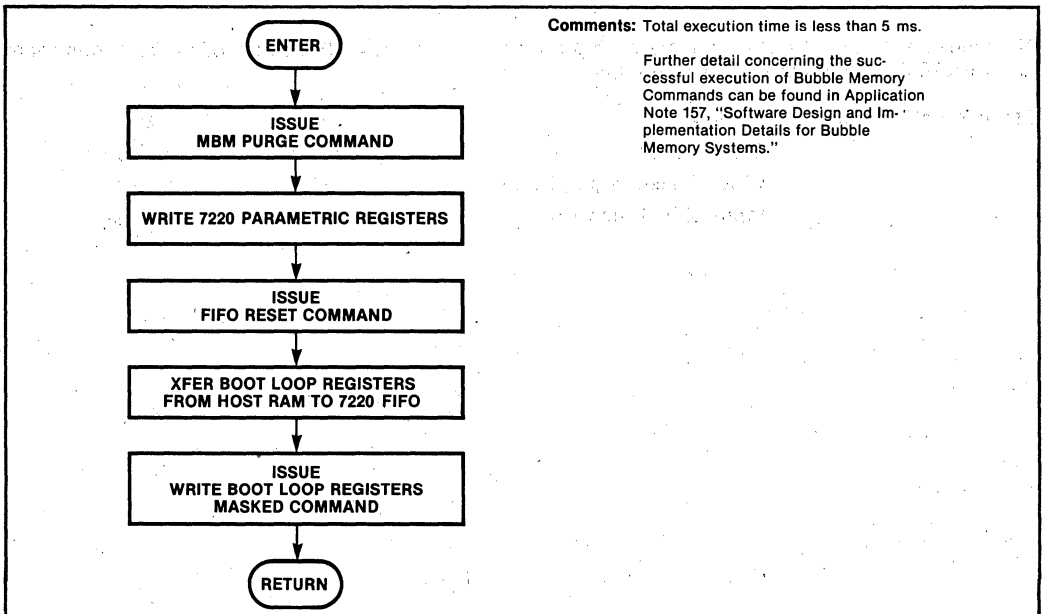 ENTER
ISSUE
MBM PURGE COMMAND
WRITE 7220 PARAMETRIC REGISTERS
ISSUE
FIFO RESET COMMAND
XFER BOOT LOOP REGISTERS
FROM HOST RAM TO 7220 FIFO
ISSUE
WRITE BOOT LOOP REGISTERS
MASKED COMMAND
RETURN
Comments: Total execution time is less than 5 ms.
Further detail concerning the suc-
cessful execution of Bubble Memory
Commands can be found in Application
Note 157, "Software Design and Im-
plementation Details for Bubble
Memory Systems."